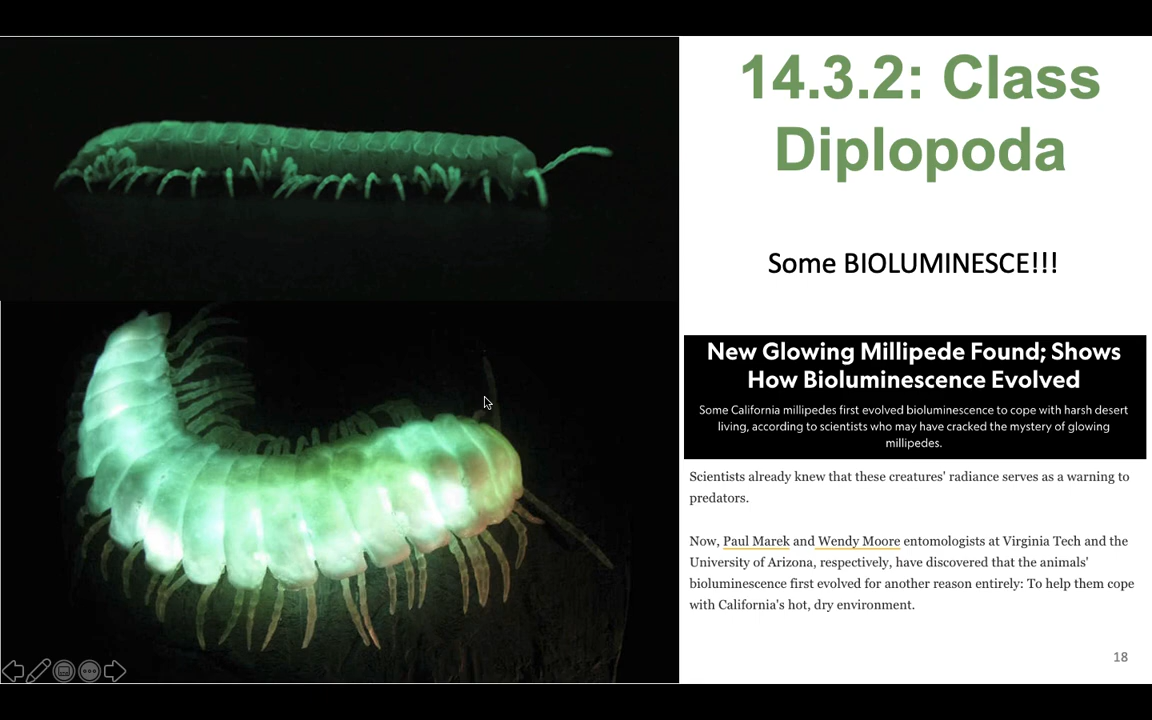 14.3.2: Class
Diplopoda
Some BIOLUMINESCE!!!
New Glowing Millipede Found; Shows
How Bioluminescence Evolved
Some California millipedes first evolved bioluminescence to cope with harsh desert
living, according to scientists who may have cracked the mystery of glowing
millipedes.
Scientists already knew that these creatures' radiance serves as a warning to
predators.
Now, Paul Marek and Wendy Moore entomologists at Virginia Tech and the
University of Arizona, respectively, have discovered that the animals'
bioluminescence first evolved for another reason entirely: To help them cope
with California's hot, dry environment.
18